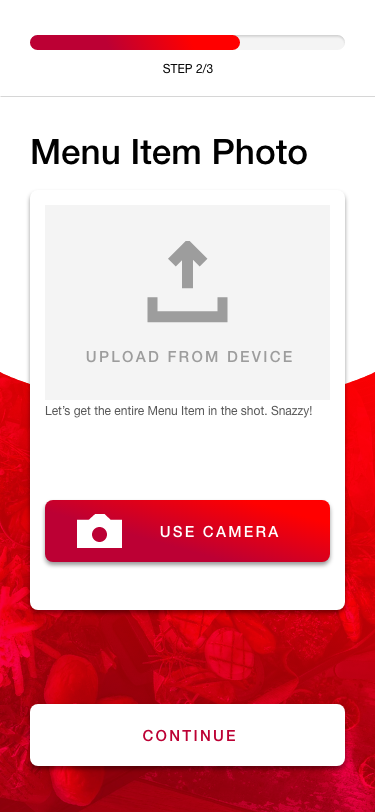 STEP 2/3
Menu Item Photo
UPLOAD FROM DEVICE
Let's get the entire Menu Item in the shot. Snazzy!
USE CAMERA
CONTINUE